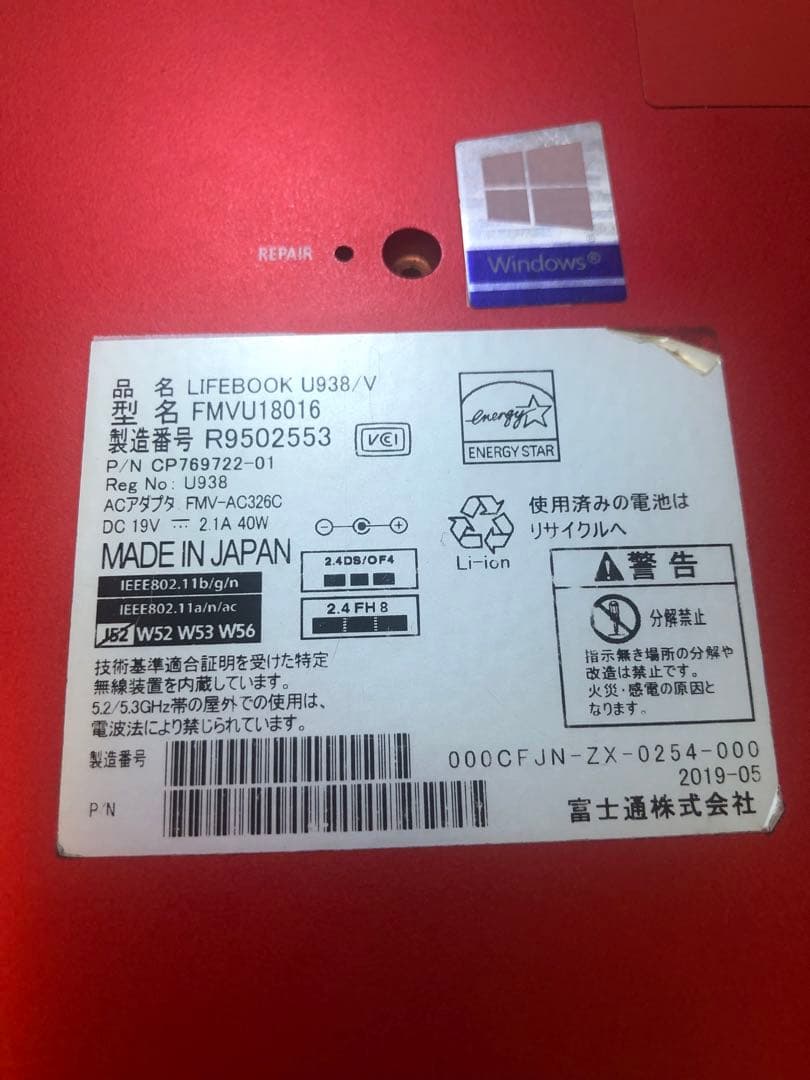 REPAIR
Windows®
品 名 LIFEBOOK U938/V
型 名 FMVU18016
製造番号 R9502553
VCI
P/N CP769722-01
Reg No: U938
ACアダプタ FMV-AC326C
DC 19V 2.1A 40W
MADE IN JAPAN
IEEE802.11b/g/n
IEEE802.11a/n/ac
J52 W52 W53 W56
2.4DS/OF4
2.4FH8
技術基準適合証明を受けた特定
無線装置を内蔵しています。
5.2/5.3GHz帯の屋外での使用は、
電波法により禁じられています。
energy
ENERGY STAR
Li-ion
使用済みの電池は
リサイクルへ
警告
分解禁止
指示無き場所の分解や
改造は禁止です。
火災・感電の原因と
なります。
製造番号
P/N
000CFJN-ZX-0254-000
2019-05
富士通株式会社